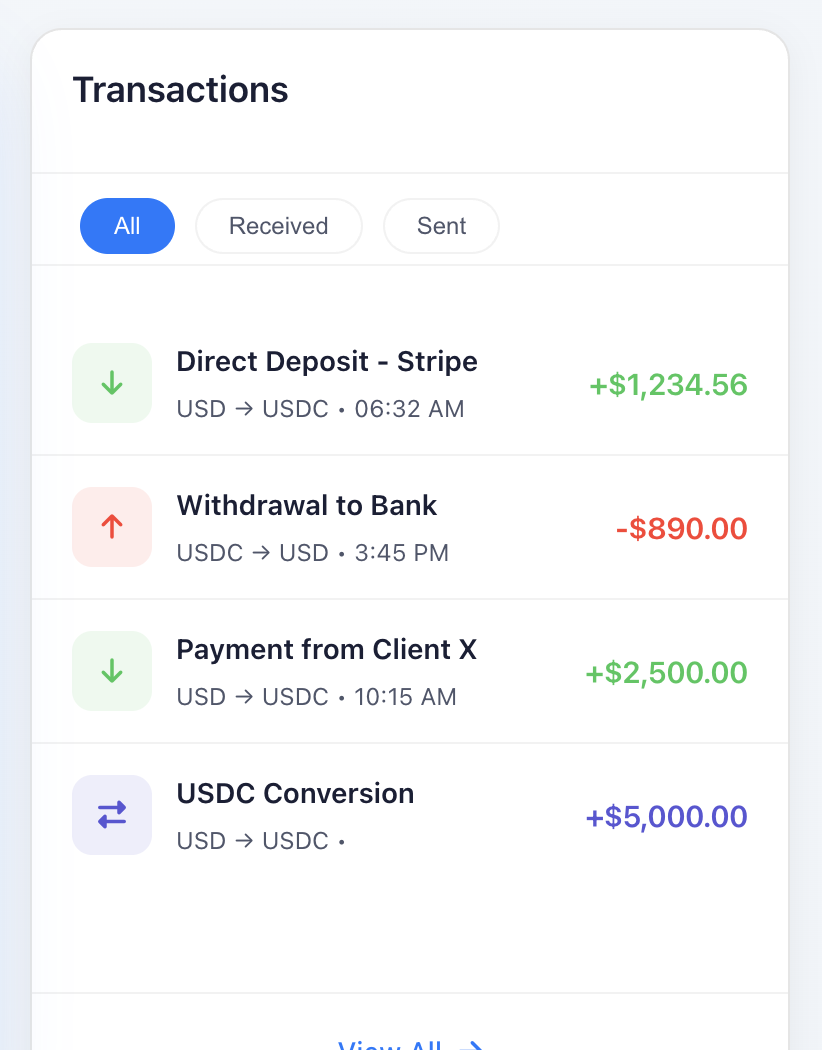 Transactions
All Received Sent
Direct Deposit - Stripe
+$1,234.56
USD → USDC • 06:32 AM
Withdrawal to Bank
-$890.00
USDC → USD • 3:45 PM
Payment from Client X
+$2,500.00
USD → USDC • 10:15 AM
USDC Conversion
+$5,000.00
USD → USDC •
View All →